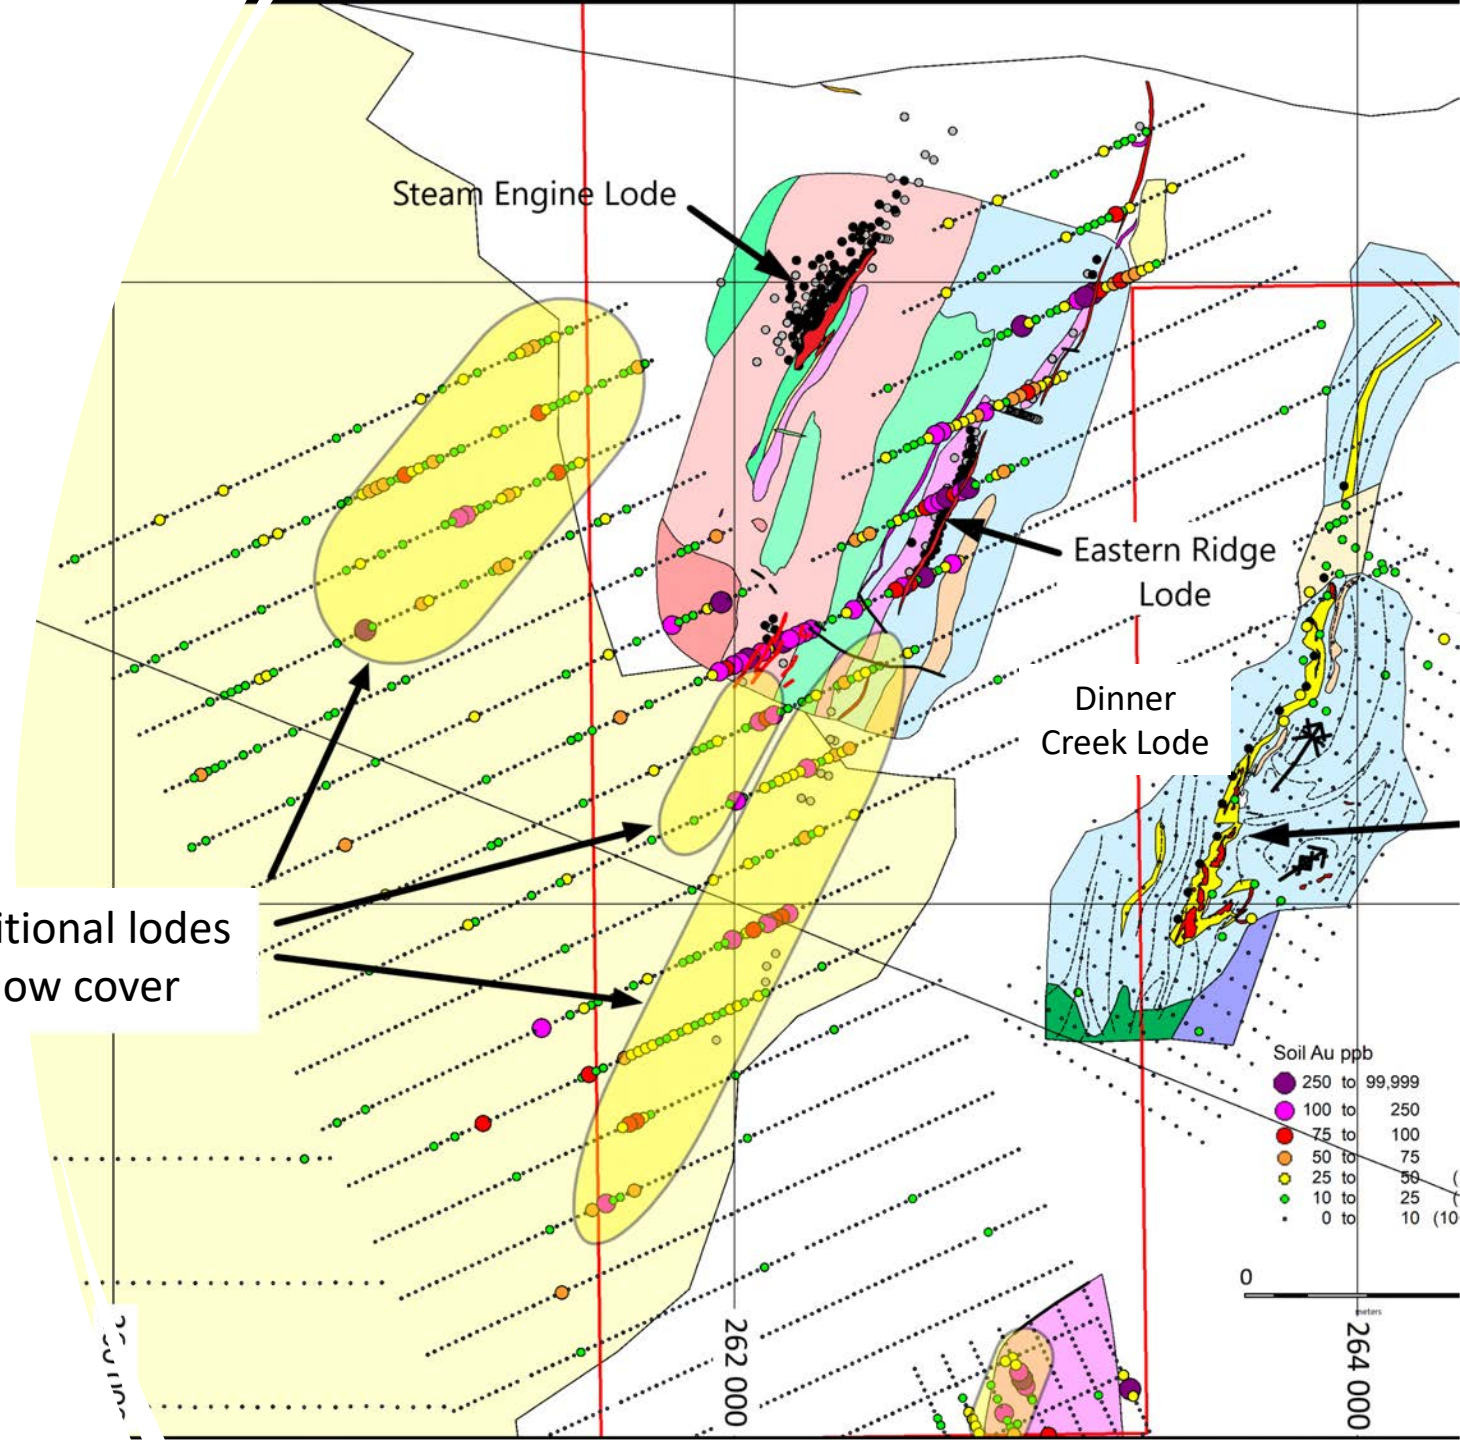 Steam Engine Lode
Eastern Ridge
Lode
Dinner
Creek Lode
itional lodes
ow cover
Soil Au ppb
250 to 99,999
100 to 250
75 to 100
50 to 75
25 to 50 (
10 to 25 (
0 to 10 (10
0
meters
262 000
264 000